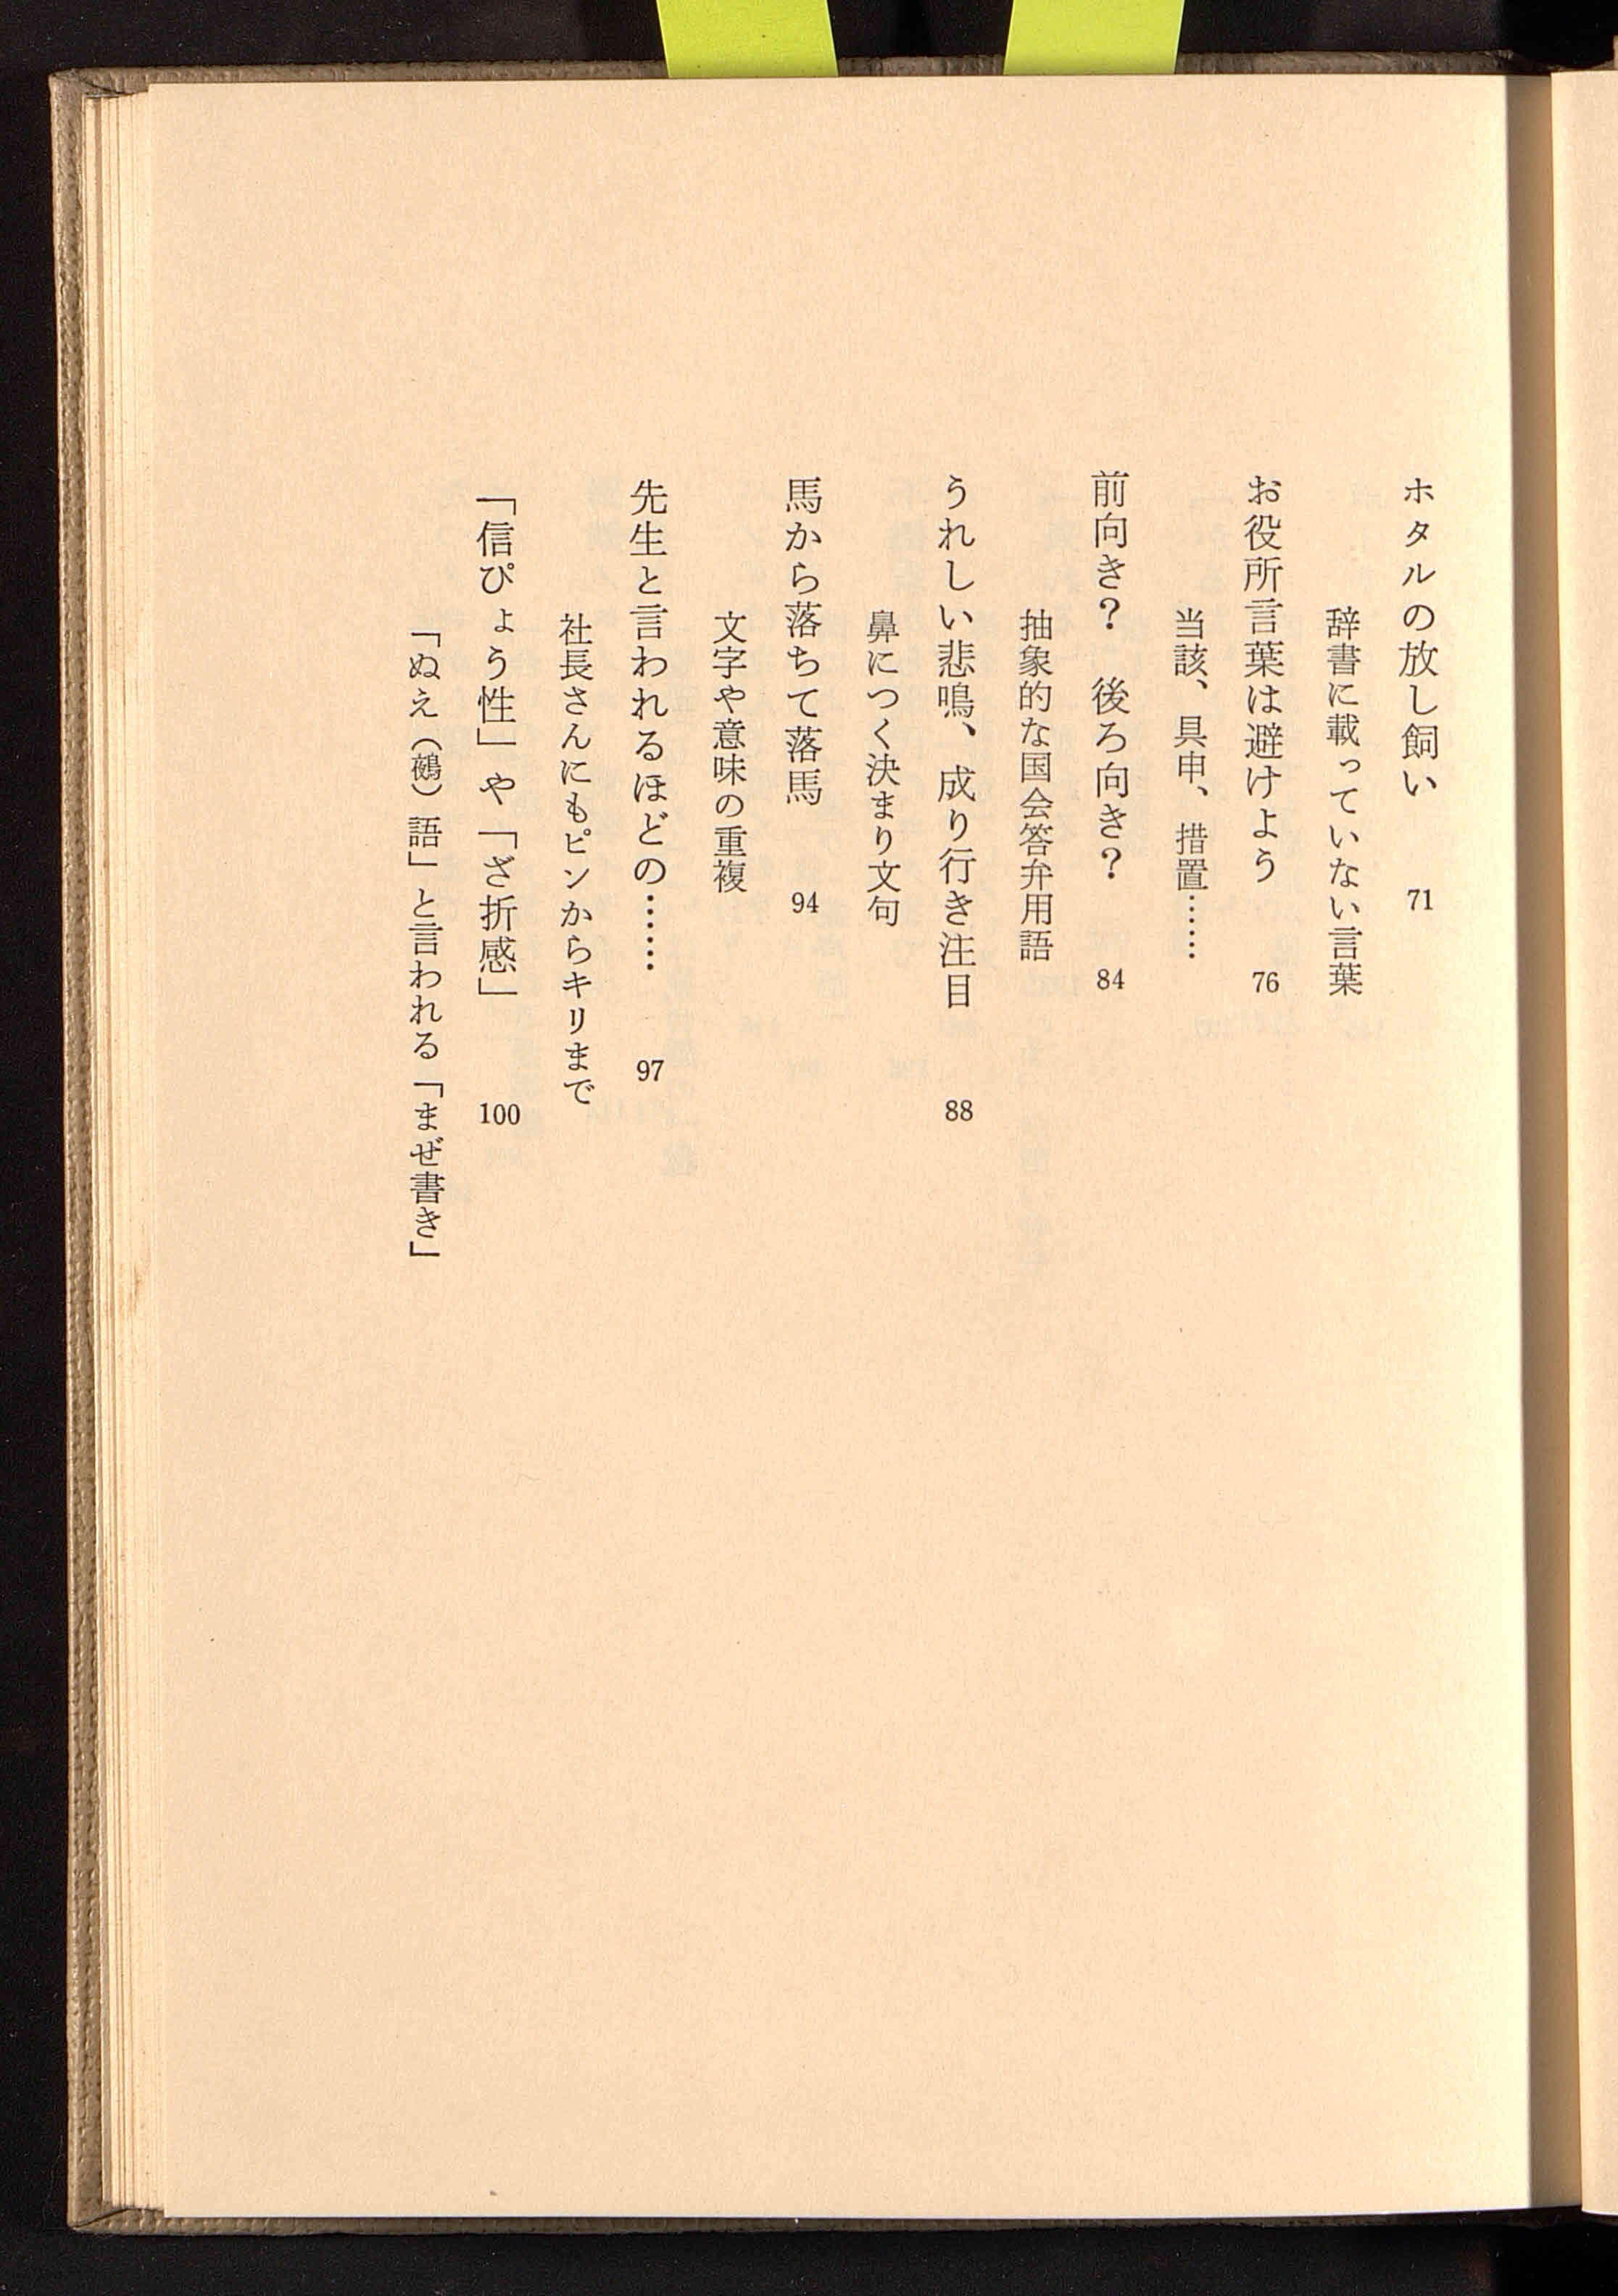 ホタルの放し飼い 71
辞書に載っていない言葉
お役所言葉は避けよう 76
当該、具申、措置……
前向き？ 後ろ向き？ 84
抽象的な国会答弁用語
うれしい悲鳴、成り行き注目 88
鼻につく決まり文句
馬から落ちて落馬 94
文字や意味の重複
先生と言われるほどの…… 97
社長さんにもピンからキリまで
「信ぴょう性」や「ざ折感」 100
「ぬえ（鵺）語」と言われる「まぜ書き」